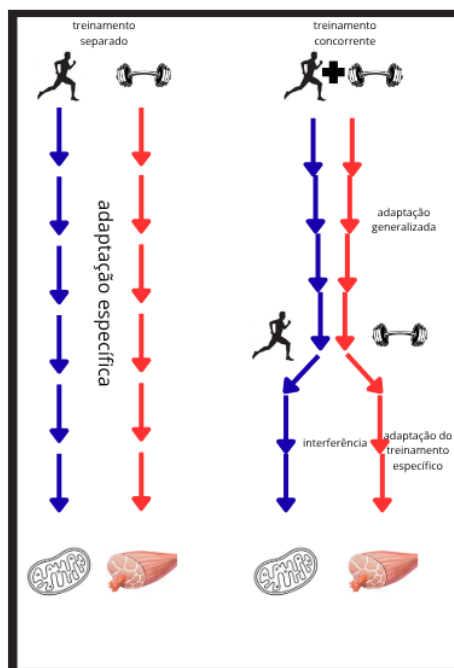 treinamento
separado
treinamento
concorrente
adaptação específica
adaptação
generalizada
interferência
adaptação do
treinamento
específico